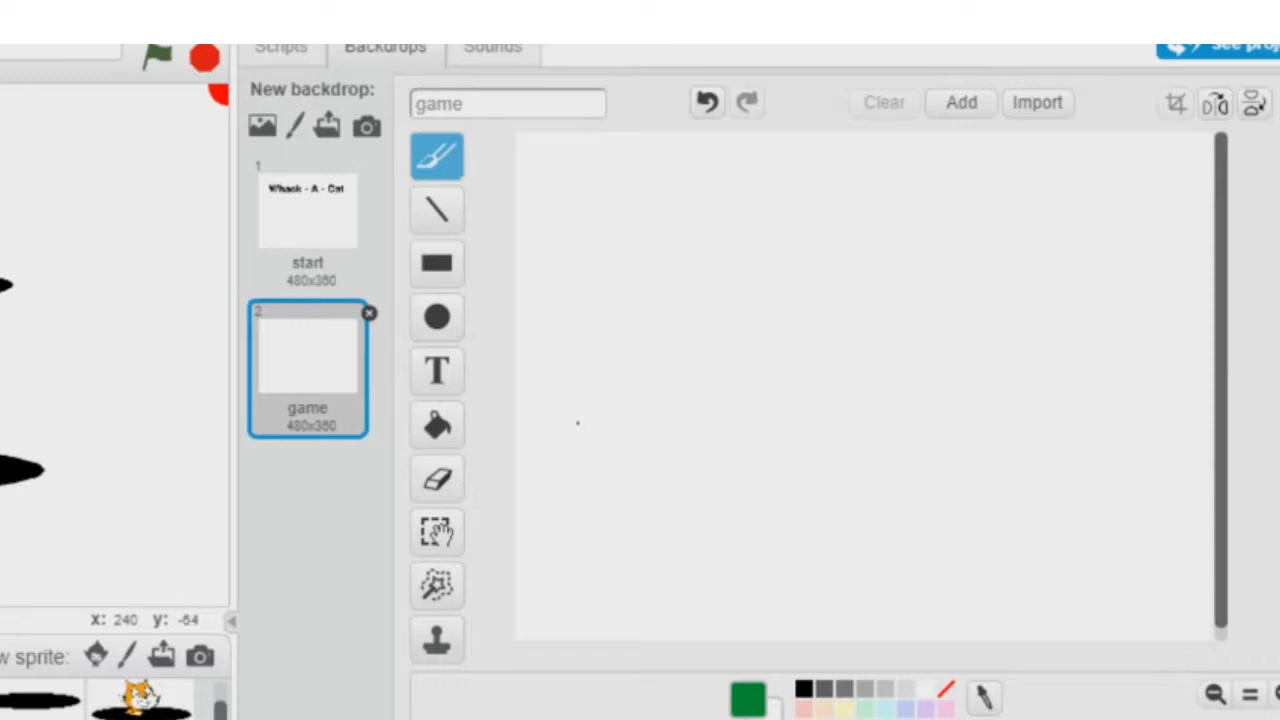 Scripts Backdrops Sounds
See proj
New backdrop:
game
Clear Add Import
1
Whack - A - Cat
start
480x360
2
game
480x360
T
x: 240 y: -64
w sprite: